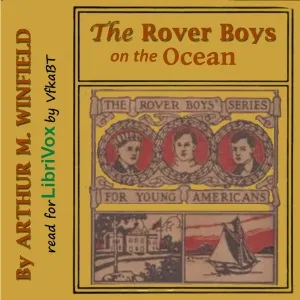 The Rover Boys
on the Ocean
By ARTHUR M. WINFIELD
read for LibriVox by VfkaBT
THE ROVER BOYS' SERIES
FOR YOUNG AMERICANS